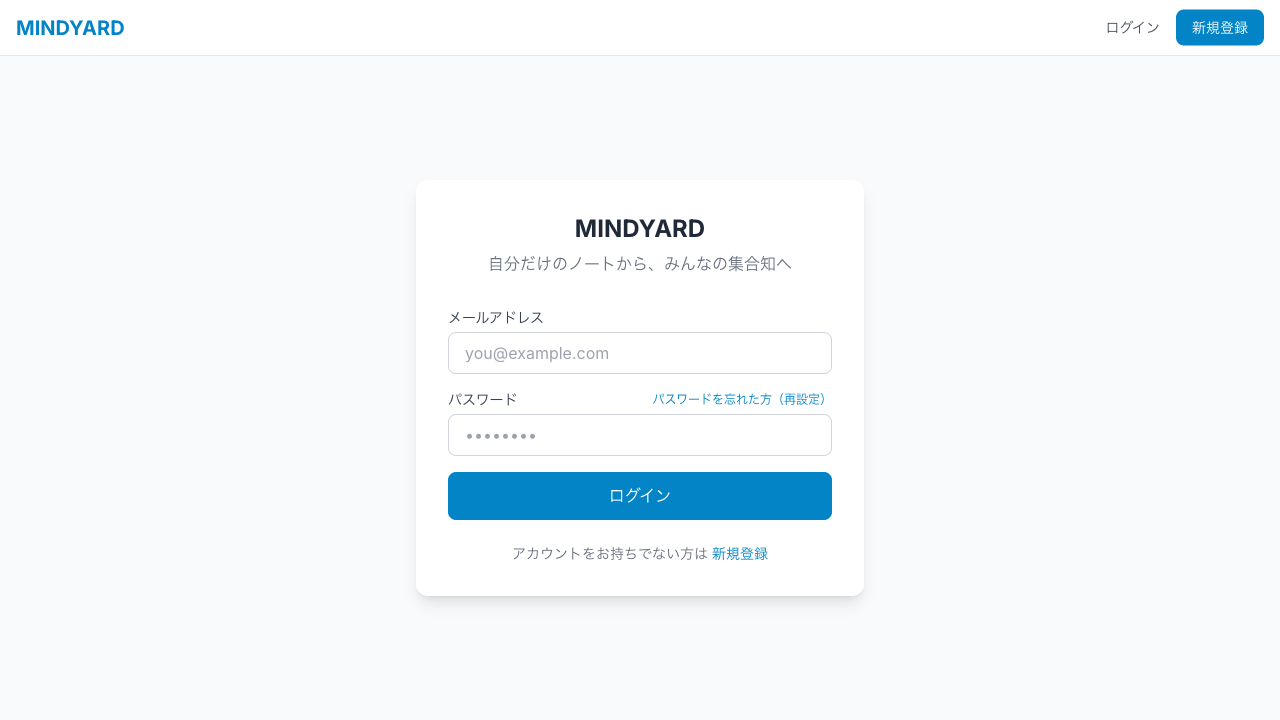 MINDYARD
ログイン
新規登録
MINDYARD
自分だけのノートから、みんなの集合知へ
メールアドレス
you@example.com
パスワード
パスワードを忘れた方（再設定）
••••••••
ログイン
アカウントをお持ちでない方は 新規登録